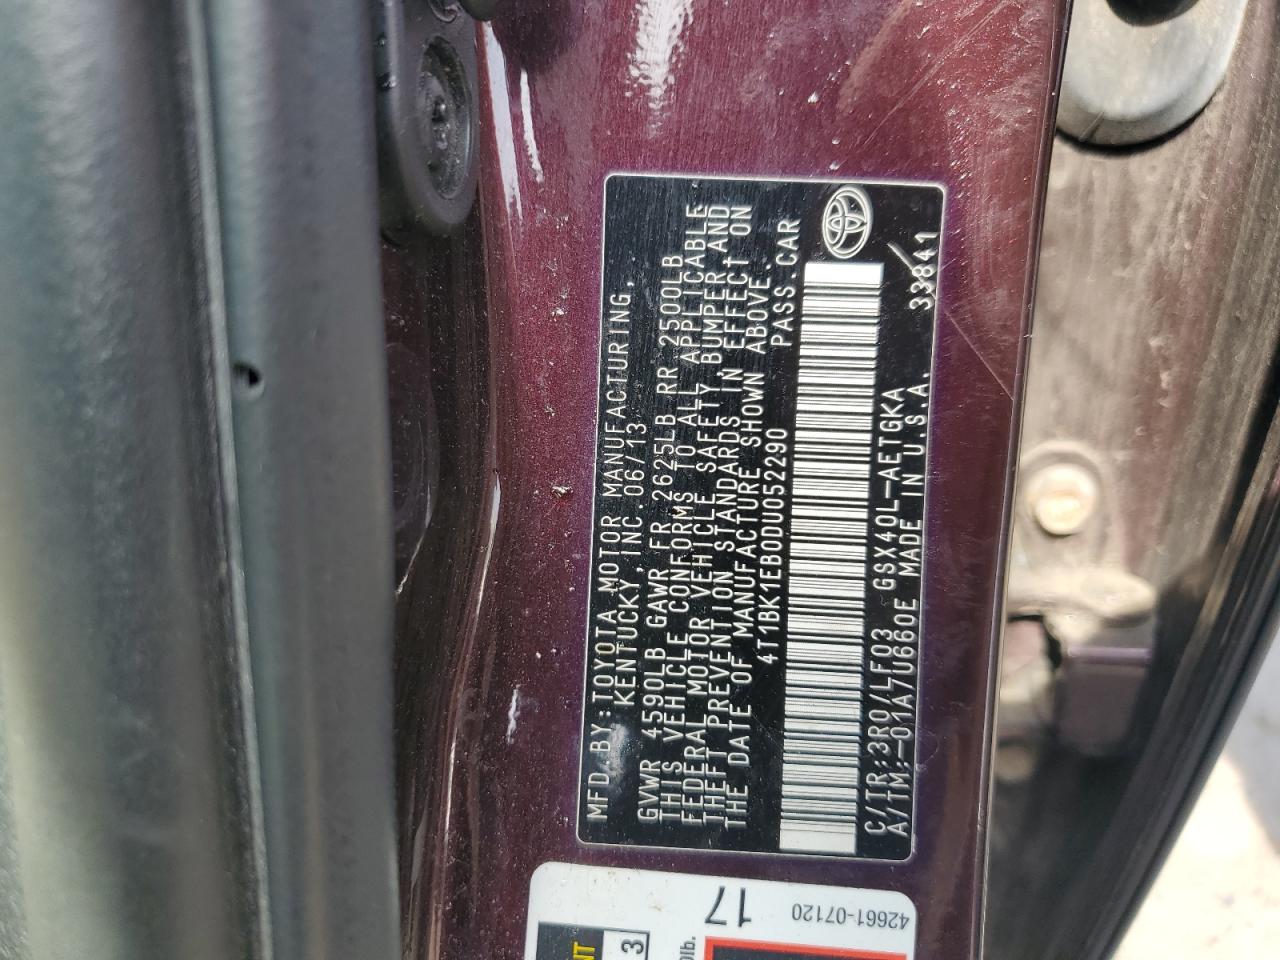 MFD. BY: TOYOTA MOTOR MANUFACTURING,
KENTUCKY, INC. 06/13
GVWR 4590LB GAWR FR 2625LB RR 2500LB
THIS VEHICLE CONFORMS TO ALL APPLICABLE
FEDERAL MOTOR VEHICLE SAFETY, BUMPER, AND
THEFT PREVENTION STANDARDS IN EFFECT ON
THE DATE OF MANUFACTURE SHOWN ABOVE.
4T1BK1EB0DU052290 PASS.CAR
C/TR:3R0/LF03 GSX40L-AETGKA 33841
A/TM:-01A/U660E MADE IN U.S.A.
17
42661-07120
NT
3
0lb.